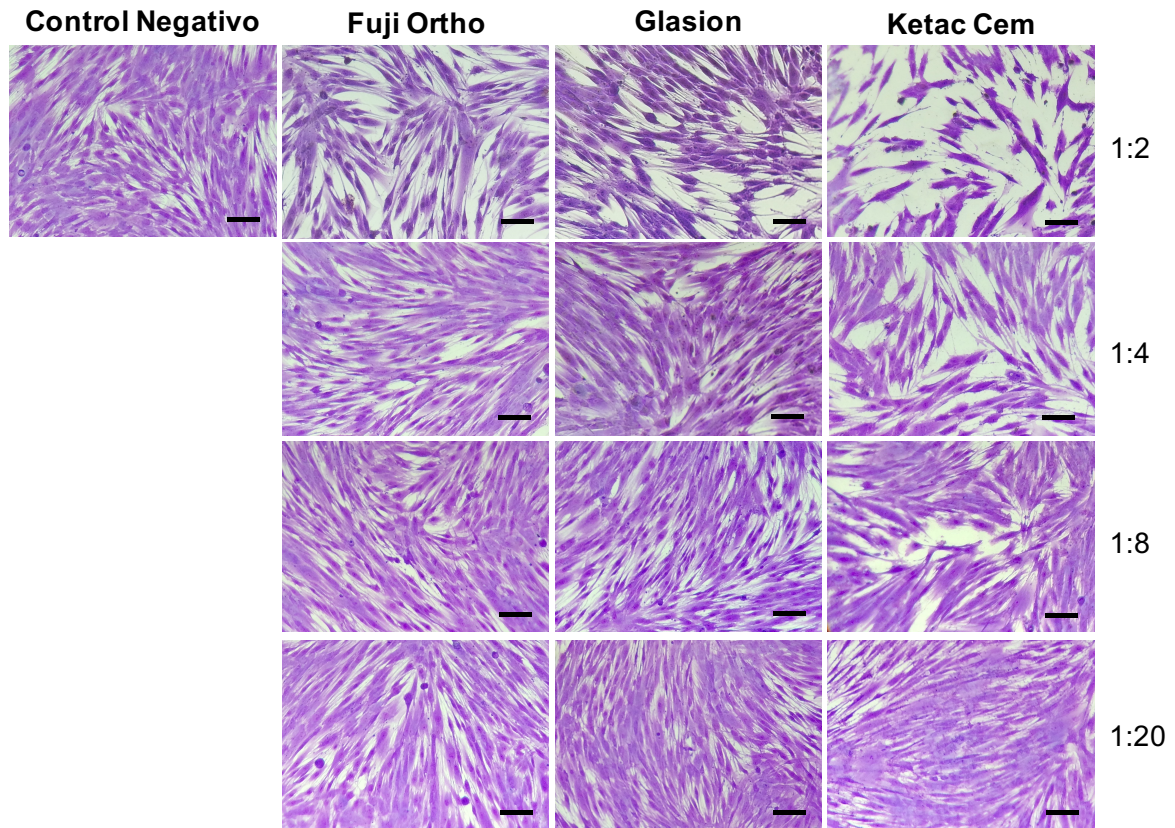 Control Negativo
Fuji Ortho
Glasion
Ketac Cem
1:2
1:4
1:8
1:20